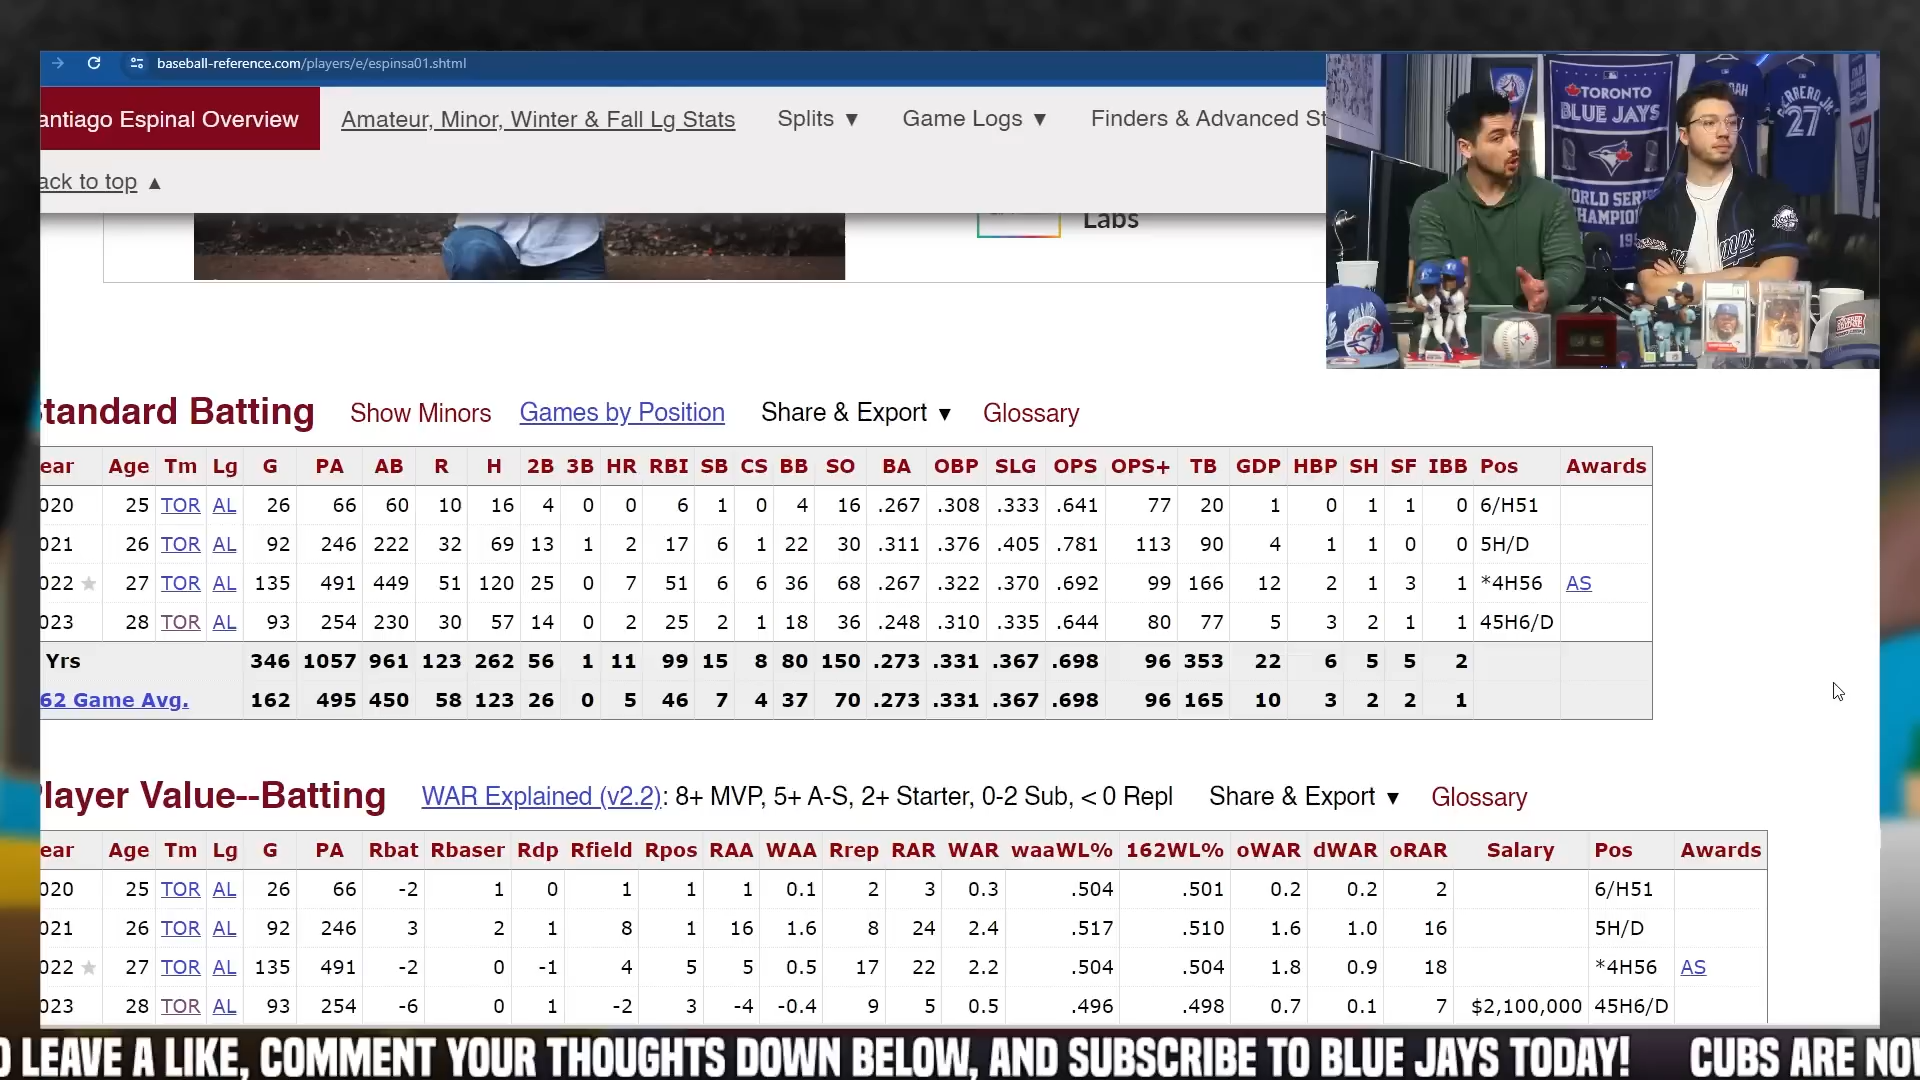 baseball-reference.com/players/e/espinsa01.shtml
antiago Espinal Overview Amateur, Minor, Winter & Fall Lg Stats Splits ▼ Game Logs ▼ Finders & Advanced St
ack to top ▲
Labs
TORONTO
BLUE JAYS
WORLD SERI
CHAMPIO
27
tandard Batting Show Minors Games by Position Share & Export ▼ Glossary
ear Age Tm Lg G PA AB R H 2B 3B HR RBI SB CS BB SO BA OBP SLG OPS OPS+ TB GDP HBP SH SF IBB Pos Awards
020 25 TOR AL 26 66 60 10 16 4 0 0 6 1 0 4 16 .267 .308 .333 .641 77 20 1 0 1 1 0 6/H51
021 26 TOR AL 92 246 222 32 69 13 1 2 17 6 1 22 30 .311 .376 .405 .781 113 90 4 1 1 0 0 5H/D
022 ★ 27 TOR AL 135 491 449 51 120 25 0 7 51 6 6 36 68 .267 .322 .370 .692 99 166 12 2 1 3 1 *4H56 AS
023 28 TOR AL 93 254 230 30 57 14 0 2 25 2 1 18 36 .248 .310 .335 .644 80 77 5 3 2 1 1 45H6/D
Yrs 346 1057 961 123 262 56 1 11 99 15 8 80 150 .273 .331 .367 .698 96 353 22 6 5 5 2
62 Game Avg. 162 495 450 58 123 26 0 5 46 7 4 37 70 .273 .331 .367 .698 96 165 10 3 2 2 1
layer Value--Batting WAR Explained (v2.2): 8+ MVP, 5+ A-S, 2+ Starter, 0-2 Sub, < 0 Repl Share & Export ▼ Glossary
ear Age Tm Lg G PA Rbat Rbaser Rdp Rfield Rpos RAA WAA Rrep RAR WAR waaWL% 162WL% oWAR dWAR oRAR Salary Pos Awards
020 25 TOR AL 26 66 -2 1 0 1 1 1 0.1 2 3 0.3 .504 .501 0.2 0.2 2 6/H51
021 26 TOR AL 92 246 3 2 1 8 1 16 1.6 8 24 2.4 .517 .510 1.6 1.0 16 5H/D
022 ★ 27 TOR AL 135 491 -2 0 -1 4 5 5 0.5 17 22 2.2 .504 .504 1.8 0.9 18 *4H56 AS
023 28 TOR AL 93 254 -6 0 1 -2 3 -4 -0.4 9 5 0.5 .496 .498 0.7 0.1 7 $2,100,000 45H6/D
O LEAVE A LIKE, COMMENT YOUR THOUGHTS DOWN BELOW, AND SUBSCRIBE TO BLUE JAYS TODAY! CUBS ARE NOW